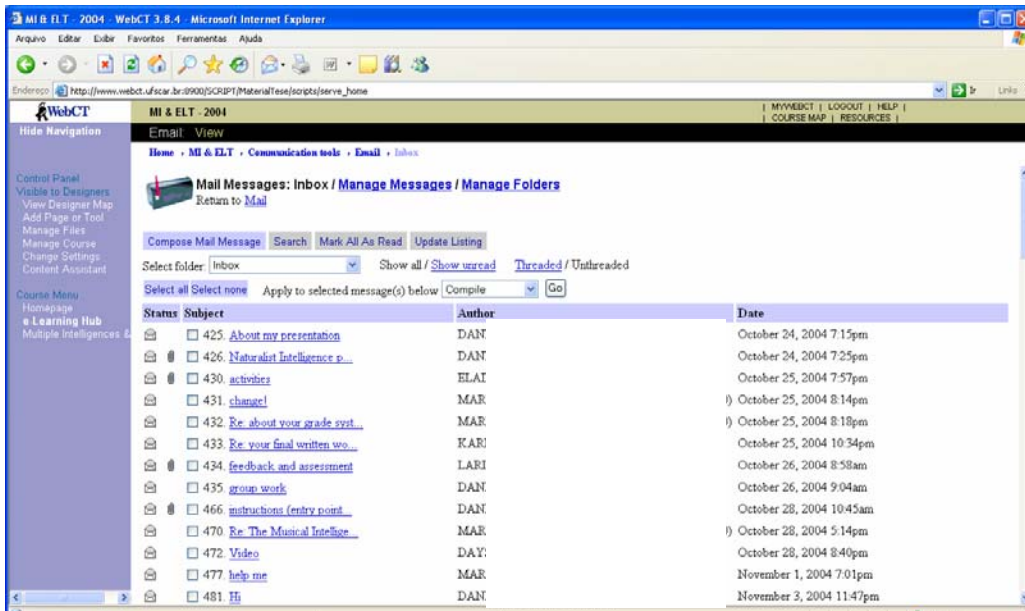 MI & ELT - 2004 - WebCT 3.8.4 - Microsoft Internet Explorer
Arquivo Editar Exibir Favoritos Ferramentas Ajuda
Endereço http://www.webct.ufscar.br:8900/SCRIPT/MaterialTese/scripts/serve_home Ir Links
WebCT MI & ELT - 2004 | MYWEBCT | LOGOUT | HELP |
| COURSE MAP | RESOURCES |
Hide Navigation Email: View
Home › MI & ELT › Communication tools › Email › Inbox
Control Panel
Visible to Designers
View Designer Map
Add Page or Tool
Manage Files
Manage Course
Change Settings
Content Assistant
Course Menu
Homepage
e Learning Hub
Multiple Intelligences &
Mail Messages: Inbox / Manage Messages / Manage Folders
Return to Mail
Compose Mail Message Search Mark All As Read Update Listing
Select folder: Inbox Show all / Show unread Threaded / Unthreaded
Select all Select none Apply to selected message(s) below Compile Go
Status Subject Author Date
425. About my presentation DAN October 24, 2004 7:15pm
426. Naturalist Intelligence p... DAN October 24, 2004 7:25pm
430. activities ELAI October 25, 2004 7:57pm
431. change! MAR ) October 25, 2004 8:14pm
432. Re: about your grade syst... MAR ) October 25, 2004 8:18pm
433. Re: your final written wo... KARI October 25, 2004 10:34pm
434. feedback and assessment LARI October 26, 2004 8:58am
435. group work DAN October 26, 2004 9:04am
466. instructions (entry point... DAN October 28, 2004 10:45am
470. Re: The Musical Intellige... MAR ) October 28, 2004 5:14pm
472. Video DAY October 28, 2004 8:40pm
477. help me MAR November 1, 2004 7:01pm
481. Hi DAN November 3, 2004 11:47pm